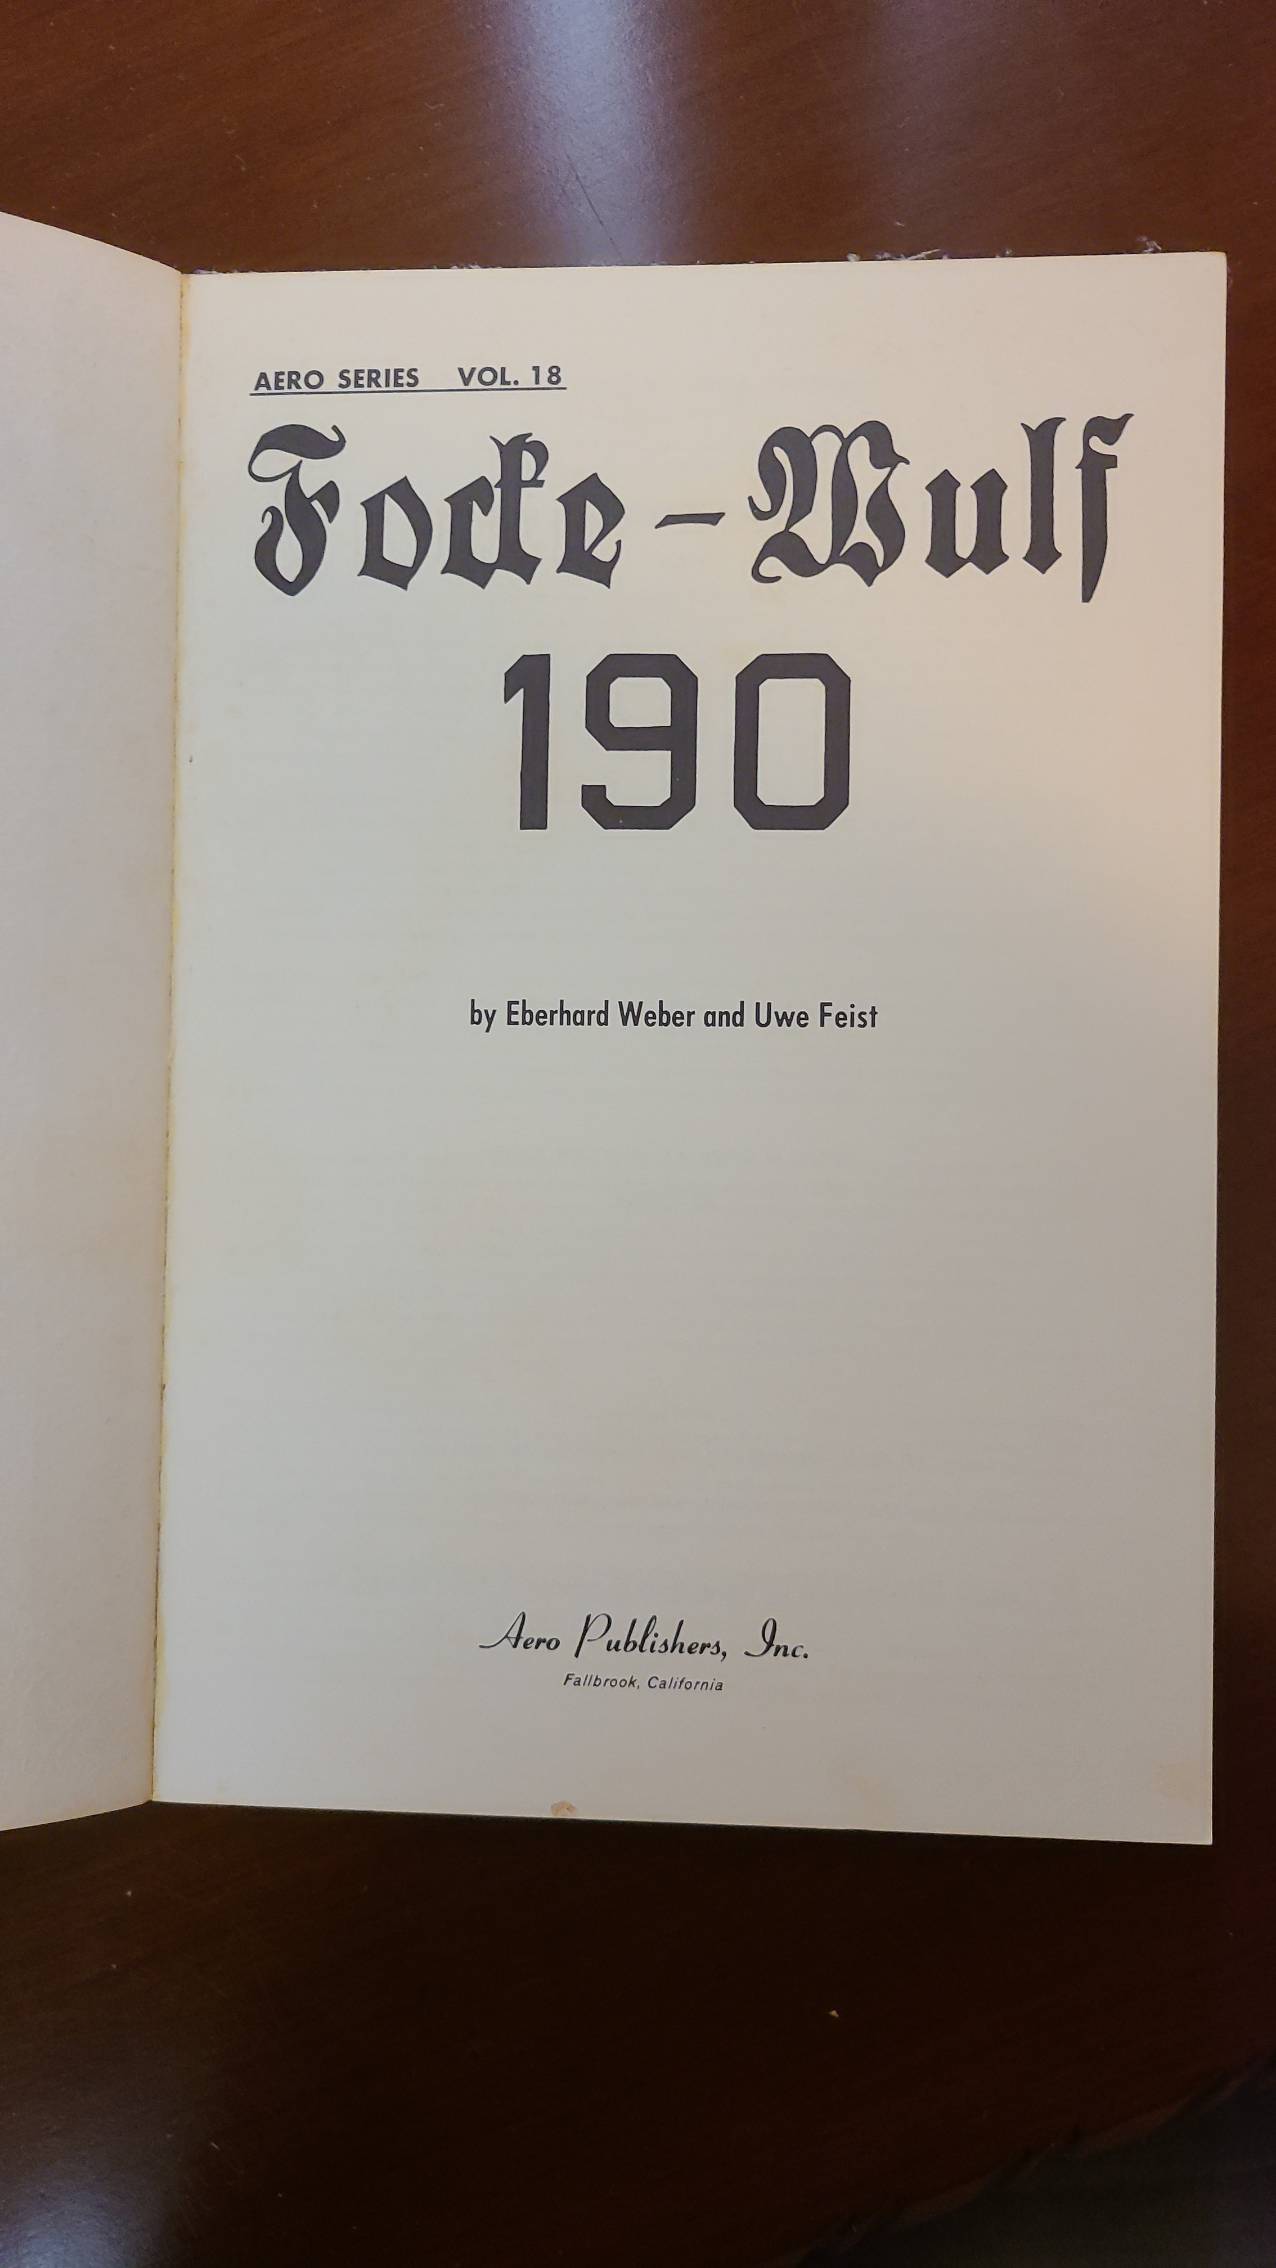 AERO SERIES VOL. 18
Focke-Wulf
190
by Eberhard Weber and Uwe Feist
Aero Publishers, Inc.
Fallbrook, California